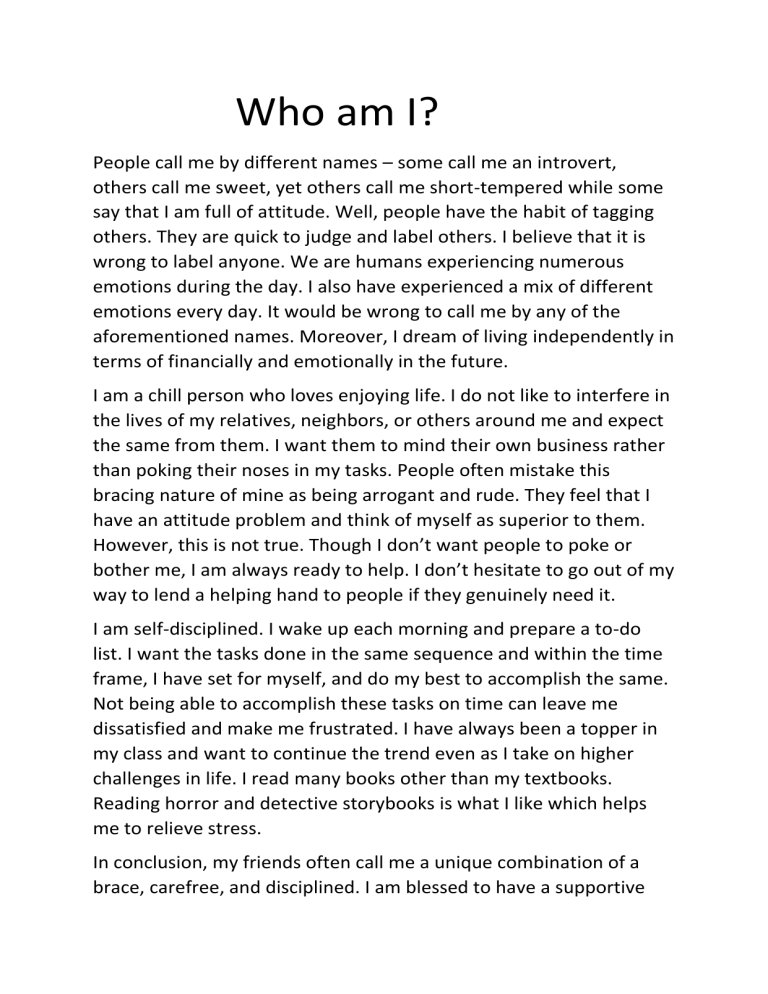 Who am I?
People call me by different names – some call me an introvert,
others call me sweet, yet others call me short-tempered while some
say that I am full of attitude. Well, people have the habit of tagging
others. They are quick to judge and label others. I believe that it is
wrong to label anyone. We are humans experiencing numerous
emotions during the day. I also have experienced a mix of different
emotions every day. It would be wrong to call me by any of the
aforementioned names. Moreover, I dream of living independently in
terms of financially and emotionally in the future.
I am a chill person who loves enjoying life. I do not like to interfere in
the lives of my relatives, neighbors, or others around me and expect
the same from them. I want them to mind their own business rather
than poking their noses in my tasks. People often mistake this
bracing nature of mine as being arrogant and rude. They feel that I
have an attitude problem and think of myself as superior to them.
However, this is not true. Though I don’t want people to poke or
bother me, I am always ready to help. I don’t hesitate to go out of my
way to lend a helping hand to people if they genuinely need it.
I am self-disciplined. I wake up each morning and prepare a to-do
list. I want the tasks done in the same sequence and within the time
frame, I have set for myself, and do my best to accomplish the same.
Not being able to accomplish these tasks on time can leave me
dissatisfied and make me frustrated. I have always been a topper in
my class and want to continue the trend even as I take on higher
challenges in life. I read many books other than my textbooks.
Reading horror and detective storybooks is what I like which helps
me to relieve stress.
In conclusion, my friends often call me a unique combination of a
brace, carefree, and disciplined. I am blessed to have a supportive